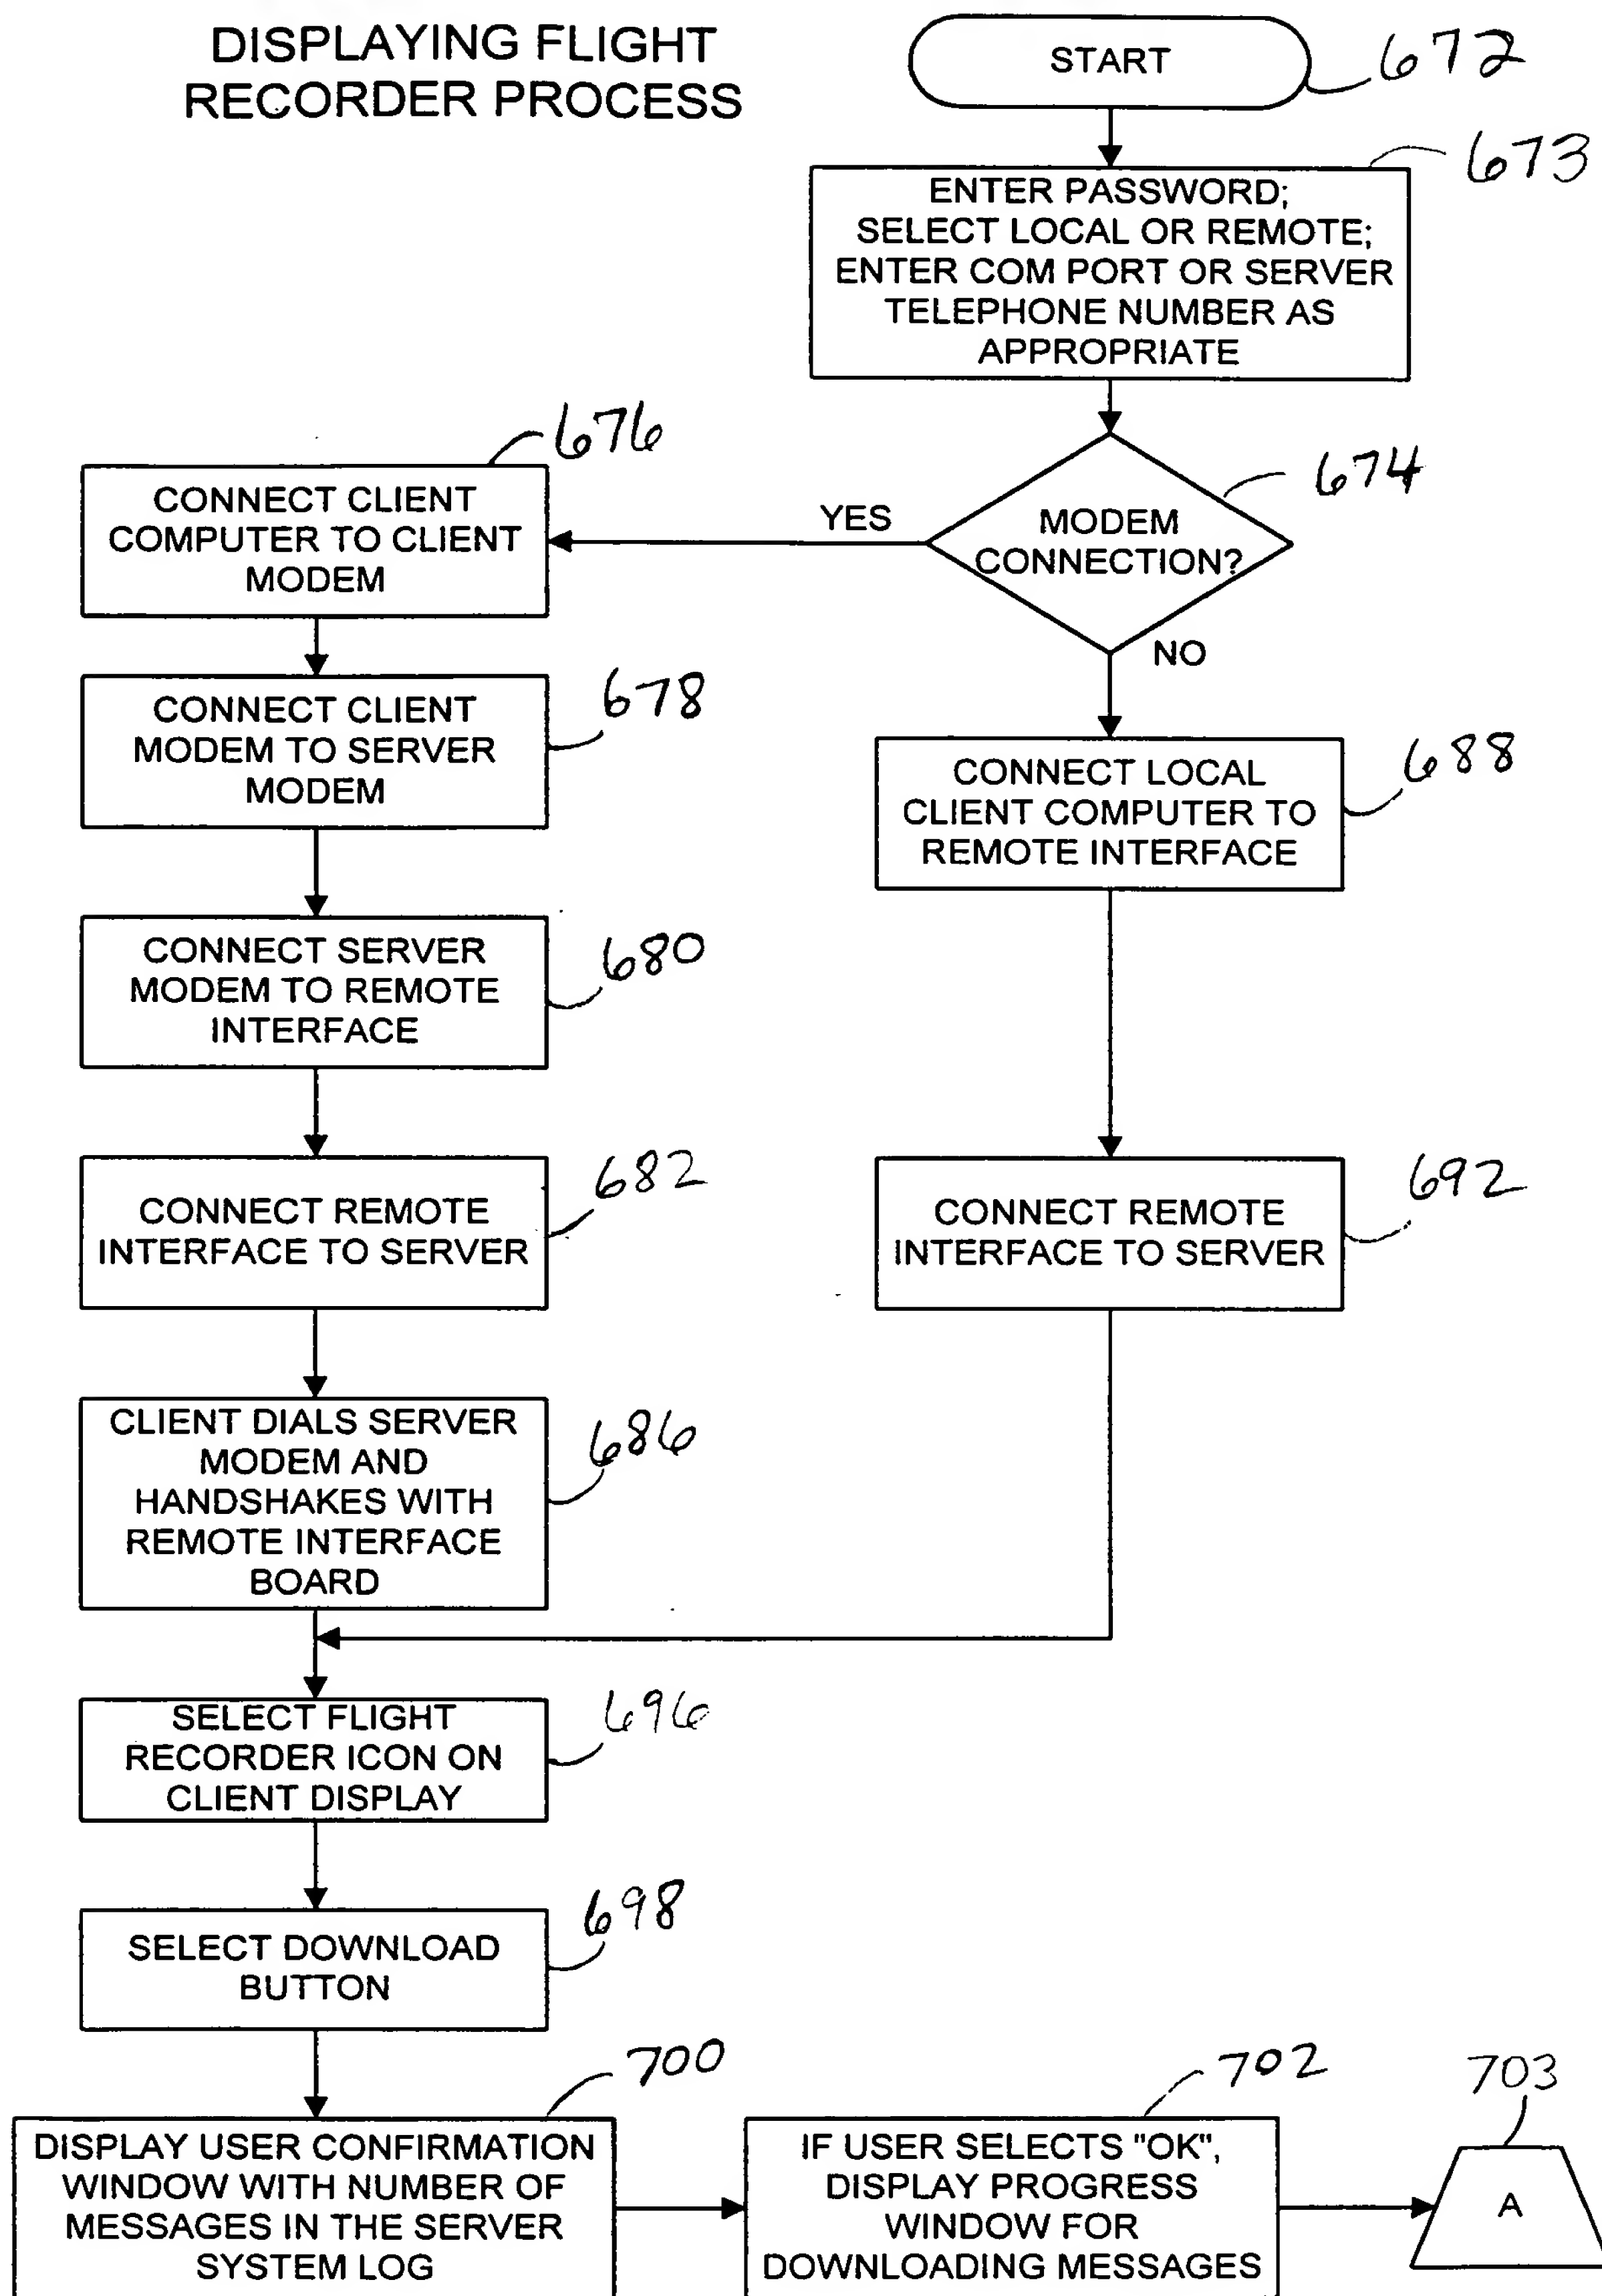 DISPLAYING FLIGHT
RECORDER PROCESS
START
672
673
ENTER PASSWORD;
SELECT LOCAL OR REMOTE;
ENTER COM PORT OR SERVER
TELEPHONE NUMBER AS
APPROPRIATE
674
MODEM
CONNECTION?
YES
NO
676
CONNECT CLIENT
COMPUTER TO CLIENT
MODEM
678
CONNECT CLIENT
MODEM TO SERVER
MODEM
688
CONNECT LOCAL
CLIENT COMPUTER TO
REMOTE INTERFACE
680
CONNECT SERVER
MODEM TO REMOTE
INTERFACE
682
CONNECT REMOTE
INTERFACE TO SERVER
692
CONNECT REMOTE
INTERFACE TO SERVER
686
CLIENT DIALS SERVER
MODEM AND
HANDSHAKES WITH
REMOTE INTERFACE
BOARD
696
SELECT FLIGHT
RECORDER ICON ON
CLIENT DISPLAY
698
SELECT DOWNLOAD
BUTTON
700
DISPLAY USER CONFIRMATION
WINDOW WITH NUMBER OF
MESSAGES IN THE SERVER
SYSTEM LOG
702
IF USER SELECTS "OK",
DISPLAY PROGRESS
WINDOW FOR
DOWNLOADING MESSAGES
703
A